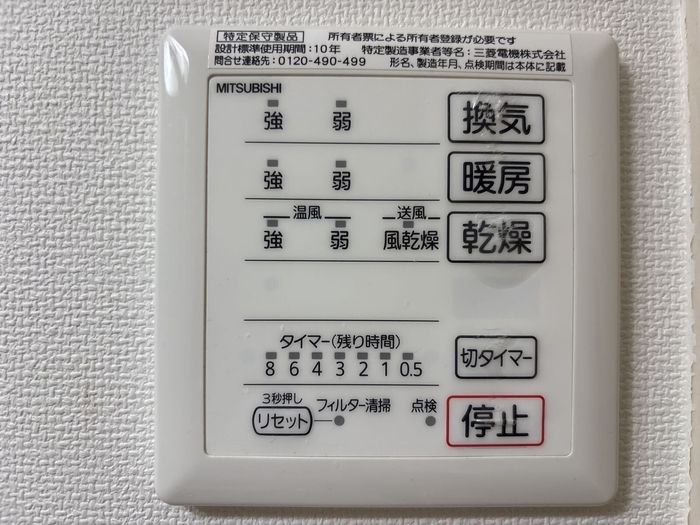 特定保守製品 所有者票による所有者登録が必要です
設計標準使用期間：10年 特定製造事業者等名：三菱電機株式会社
問合せ連絡先：0120-490-499 形名、製造年月、点検期間は本体に記載
MITSUBISHI
強 弱 換気
強 弱 暖房
温風 送風
強 弱 風乾燥 乾燥
タイマー(残り時間)
8 6 4 3 2 1 0.5 切タイマー
3秒押し
リセット フィルター清掃 点検 停止